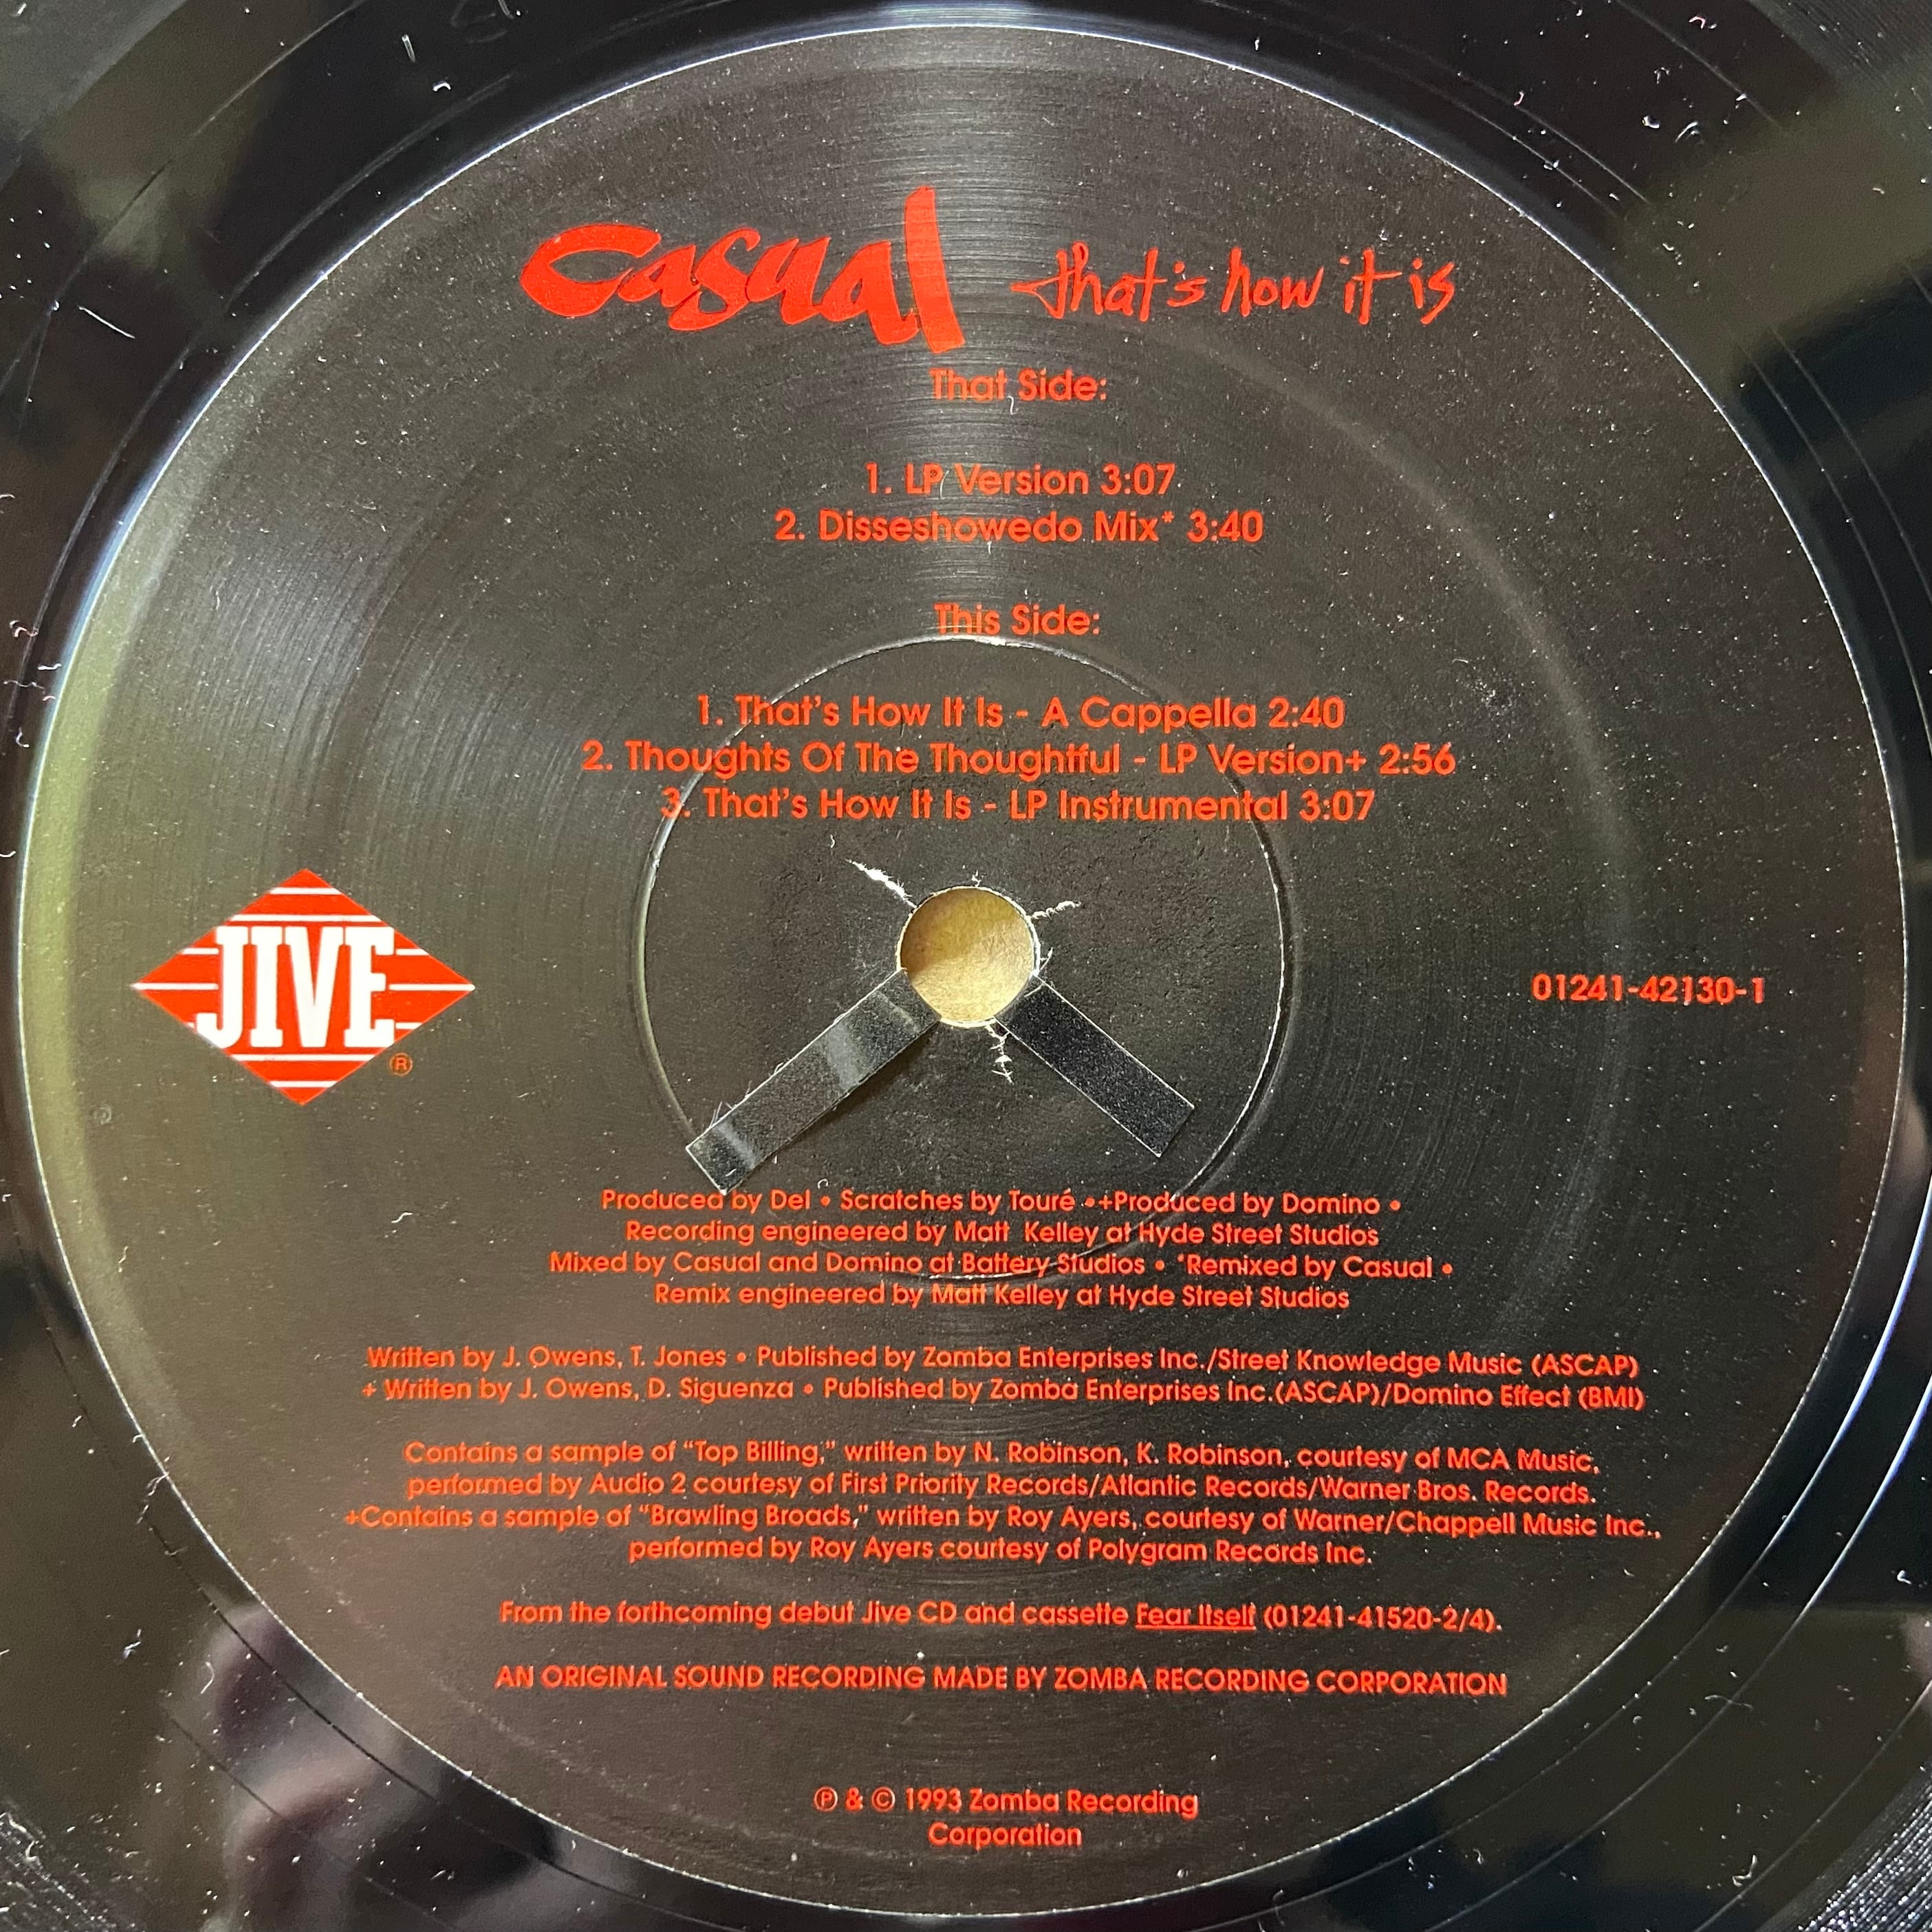 Casual that's how it is
That Side:
1. LP Version 3:07
2. Disseshowedo Mix* 3:40
This Side:
1. That's How It Is - A Cappella 2:40
2. Thoughts Of The Thoughtful - LP Version+ 2:56
3. That's How It Is - LP Instrumental 3:07
JIVE
®
01241-42130-1
Produced by Del • Scratches by Touré •+Produced by Domino •
Recording engineered by Matt Kelley at Hyde Street Studios
Mixed by Casual and Domino at Battery Studios • *Remixed by Casual •
Remix engineered by Matt Kelley at Hyde Street Studios
Written by J. Owens, T. Jones • Published by Zomba Enterprises Inc./Street Knowledge Music (ASCAP)
+ Written by J. Owens, D. Siguenza • Published by Zomba Enterprises Inc.(ASCAP)/Domino Effect (BMI)
Contains a sample of “Top Billing,” written by N. Robinson, K. Robinson, courtesy of MCA Music,
performed by Audio 2 courtesy of First Priority Records/Atlantic Records/Warner Bros. Records.
+Contains a sample of “Brawling Broads,” written by Roy Ayers, courtesy of Warner/Chappell Music Inc.,
performed by Roy Ayers courtesy of Polygram Records Inc.
From the forthcoming debut Jive CD and cassette Fear Itself (01241-41520-2/4).
AN ORIGINAL SOUND RECORDING MADE BY ZOMBA RECORDING CORPORATION
℗ & © 1993 Zomba Recording
Corporation